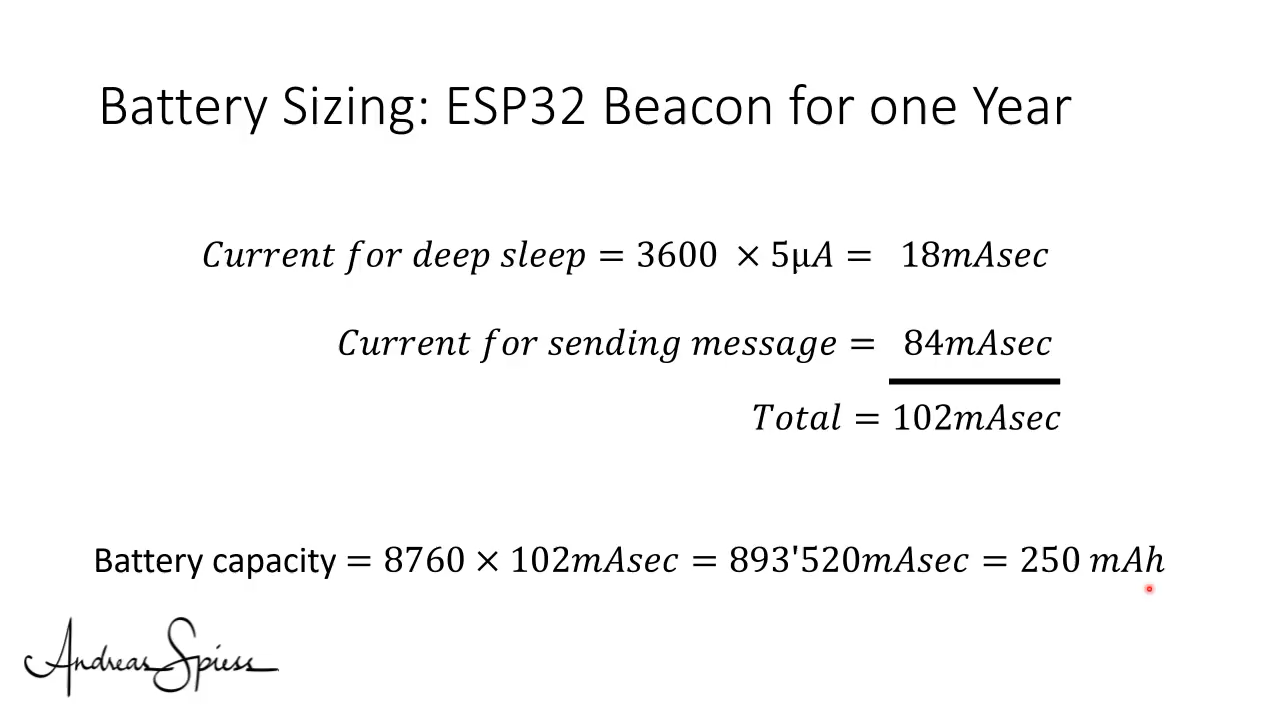 Battery Sizing: ESP32 Beacon for one Year
Current for deep sleep = 3600 × 5µA = 18mAsec
Current for sending message = 84mAsec
Total = 102mAsec
Battery capacity = 8760 × 102mAsec = 893'520mAsec = 250 mAh
Andreas Spiess